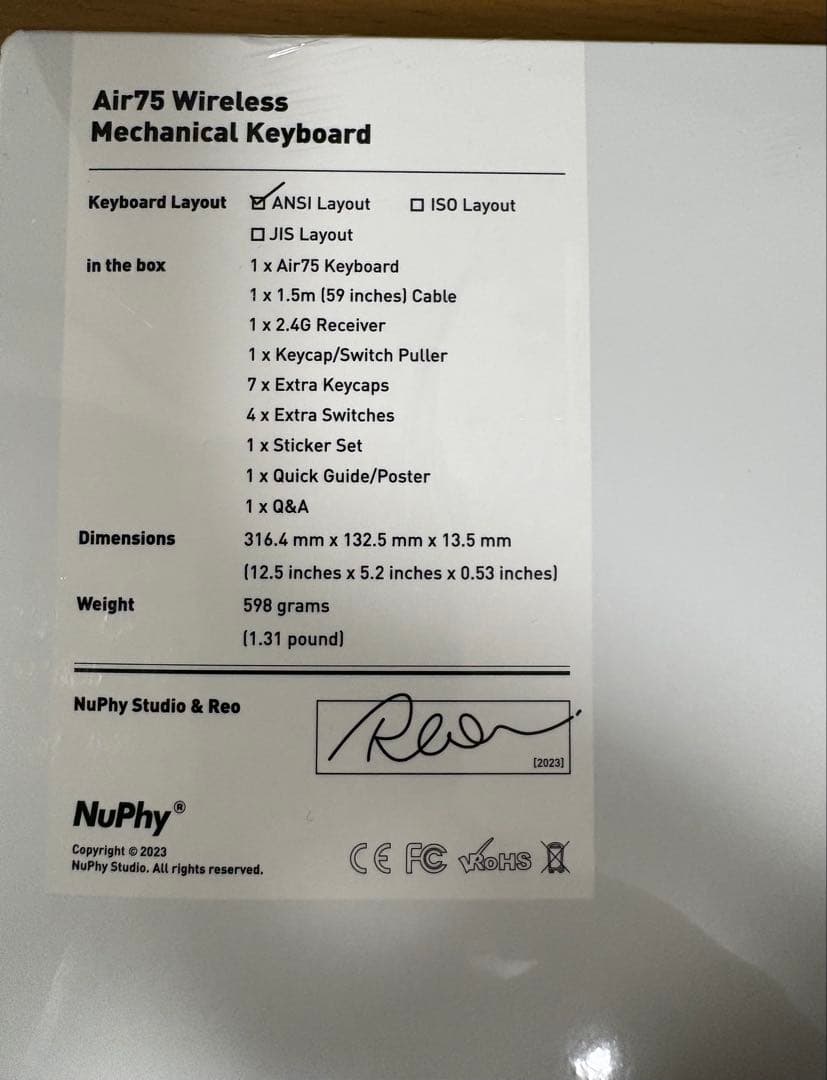 Air75 Wireless
Mechanical Keyboard
Keyboard Layout ☑ ANSI Layout ☐ ISO Layout
☐ JIS Layout
in the box 1 x Air75 Keyboard
1 x 1.5m (59 inches) Cable
1 x 2.4G Receiver
1 x Keycap/Switch Puller
7 x Extra Keycaps
4 x Extra Switches
1 x Sticker Set
1 x Quick Guide/Poster
1 x Q&A
Dimensions 316.4 mm x 132.5 mm x 13.5 mm
(12.5 inches x 5.2 inches x 0.53 inches)
Weight 598 grams
(1.31 pound)
NuPhy Studio & Reo
Reo
[2023]
NuPhy®
Copyright © 2023
NuPhy Studio. All rights reserved.
CE FC RoHS